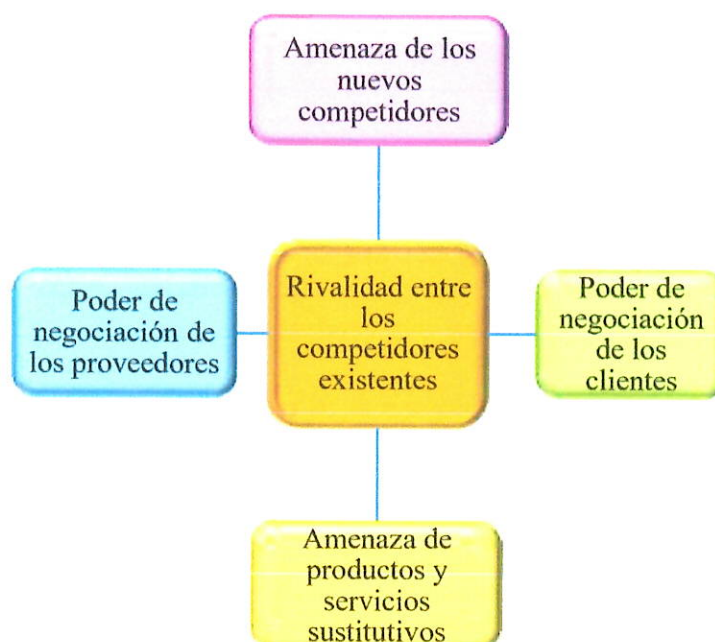 Amenaza de los
nuevos
competidores
Poder de
negociación de
los proveedores
Rivalidad entre
los
competidores
existentes
Poder de
negociación
de los
clientes
Amenaza de
productos y
servicios
sustitutivos